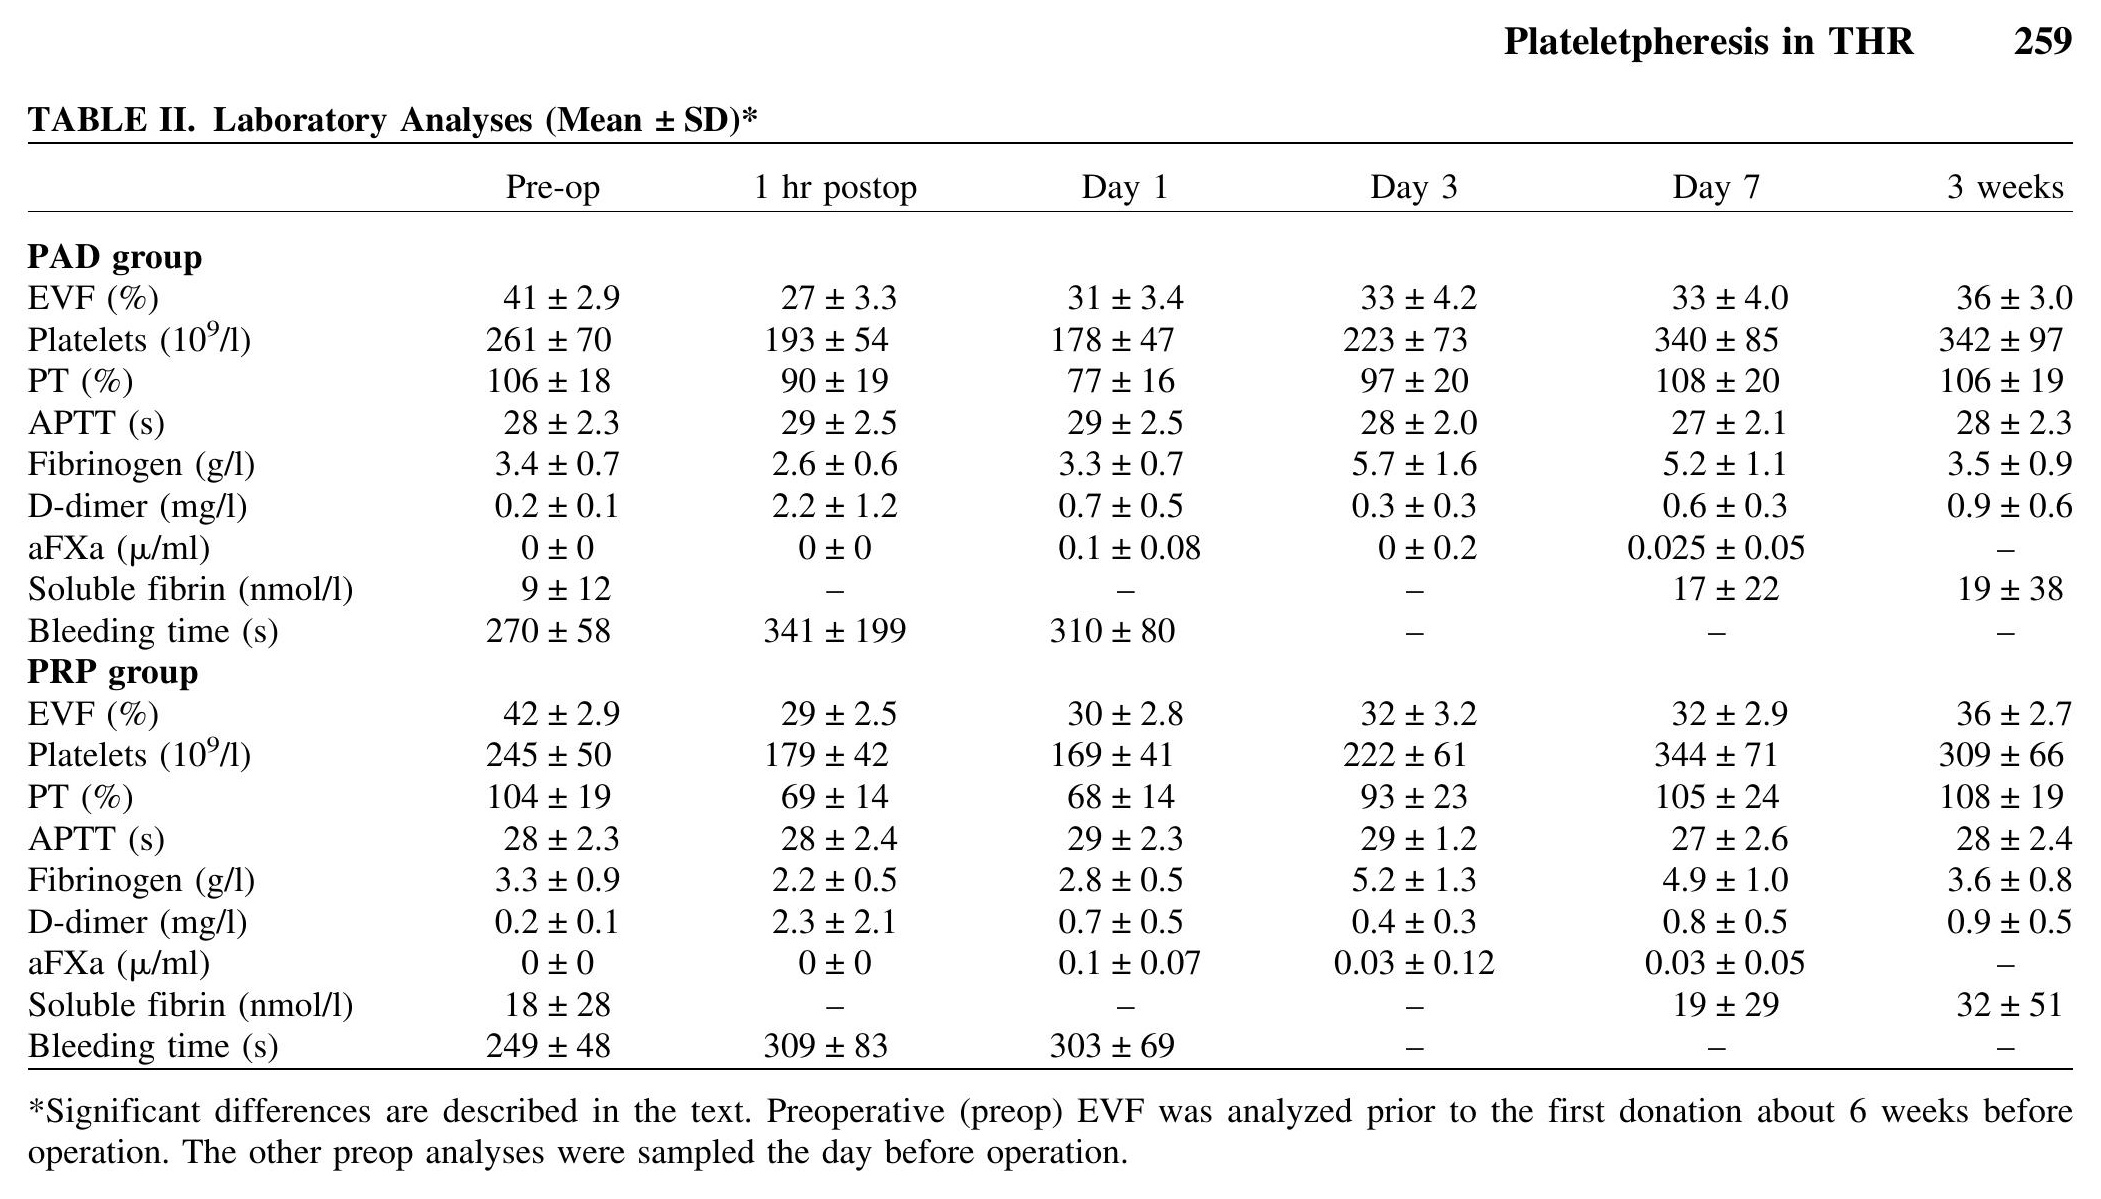 Plateletpheresis in THR 259
TABLE II. Laboratory Analyses (Mean ± SD)*
Pre-op 1 hr postop Day 1 Day 3 Day 7 3 weeks
PAD group
EVF (%) 41 ± 2.9 27 ± 3.3 31 ± 3.4 33 ± 4.2 33 ± 4.0 36 ± 3.0
Platelets (10⁹/l) 261 ± 70 193 ± 54 178 ± 47 223 ± 73 340 ± 85 342 ± 97
PT (%) 106 ± 18 90 ± 19 77 ± 16 97 ± 20 108 ± 20 106 ± 19
APTT (s) 28 ± 2.3 29 ± 2.5 29 ± 2.5 28 ± 2.0 27 ± 2.1 28 ± 2.3
Fibrinogen (g/l) 3.4 ± 0.7 2.6 ± 0.6 3.3 ± 0.7 5.7 ± 1.6 5.2 ± 1.1 3.5 ± 0.9
D-dimer (mg/l) 0.2 ± 0.1 2.2 ± 1.2 0.7 ± 0.5 0.3 ± 0.3 0.6 ± 0.3 0.9 ± 0.6
aFXa (μ/ml) 0 ± 0 0 ± 0 0.1 ± 0.08 0 ± 0.2 0.025 ± 0.05 –
Soluble fibrin (nmol/l) 9 ± 12 – – – 17 ± 22 19 ± 38
Bleeding time (s) 270 ± 58 341 ± 199 310 ± 80 – – –
PRP group
EVF (%) 42 ± 2.9 29 ± 2.5 30 ± 2.8 32 ± 3.2 32 ± 2.9 36 ± 2.7
Platelets (10⁹/l) 245 ± 50 179 ± 42 169 ± 41 222 ± 61 344 ± 71 309 ± 66
PT (%) 104 ± 19 69 ± 14 68 ± 14 93 ± 23 105 ± 24 108 ± 19
APTT (s) 28 ± 2.3 28 ± 2.4 29 ± 2.3 29 ± 1.2 27 ± 2.6 28 ± 2.4
Fibrinogen (g/l) 3.3 ± 0.9 2.2 ± 0.5 2.8 ± 0.5 5.2 ± 1.3 4.9 ± 1.0 3.6 ± 0.8
D-dimer (mg/l) 0.2 ± 0.1 2.3 ± 2.1 0.7 ± 0.5 0.4 ± 0.3 0.8 ± 0.5 0.9 ± 0.5
aFXa (μ/ml) 0 ± 0 0 ± 0 0.1 ± 0.07 0.03 ± 0.12 0.03 ± 0.05 –
Soluble fibrin (nmol/l) 18 ± 28 – – – 19 ± 29 32 ± 51
Bleeding time (s) 249 ± 48 309 ± 83 303 ± 69 – – –
*Significant differences are described in the text. Preoperative (preop) EVF was analyzed prior to the first donation about 6 weeks before
operation. The other preop analyses were sampled the day before operation.